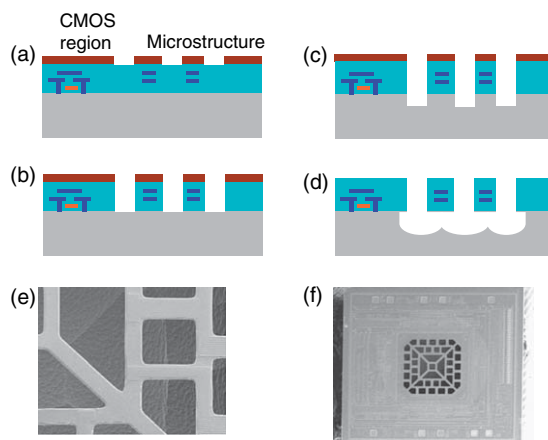 CMOS
region
Microstructure
(a)
(c)
(b)
(d)
(e)
(f)